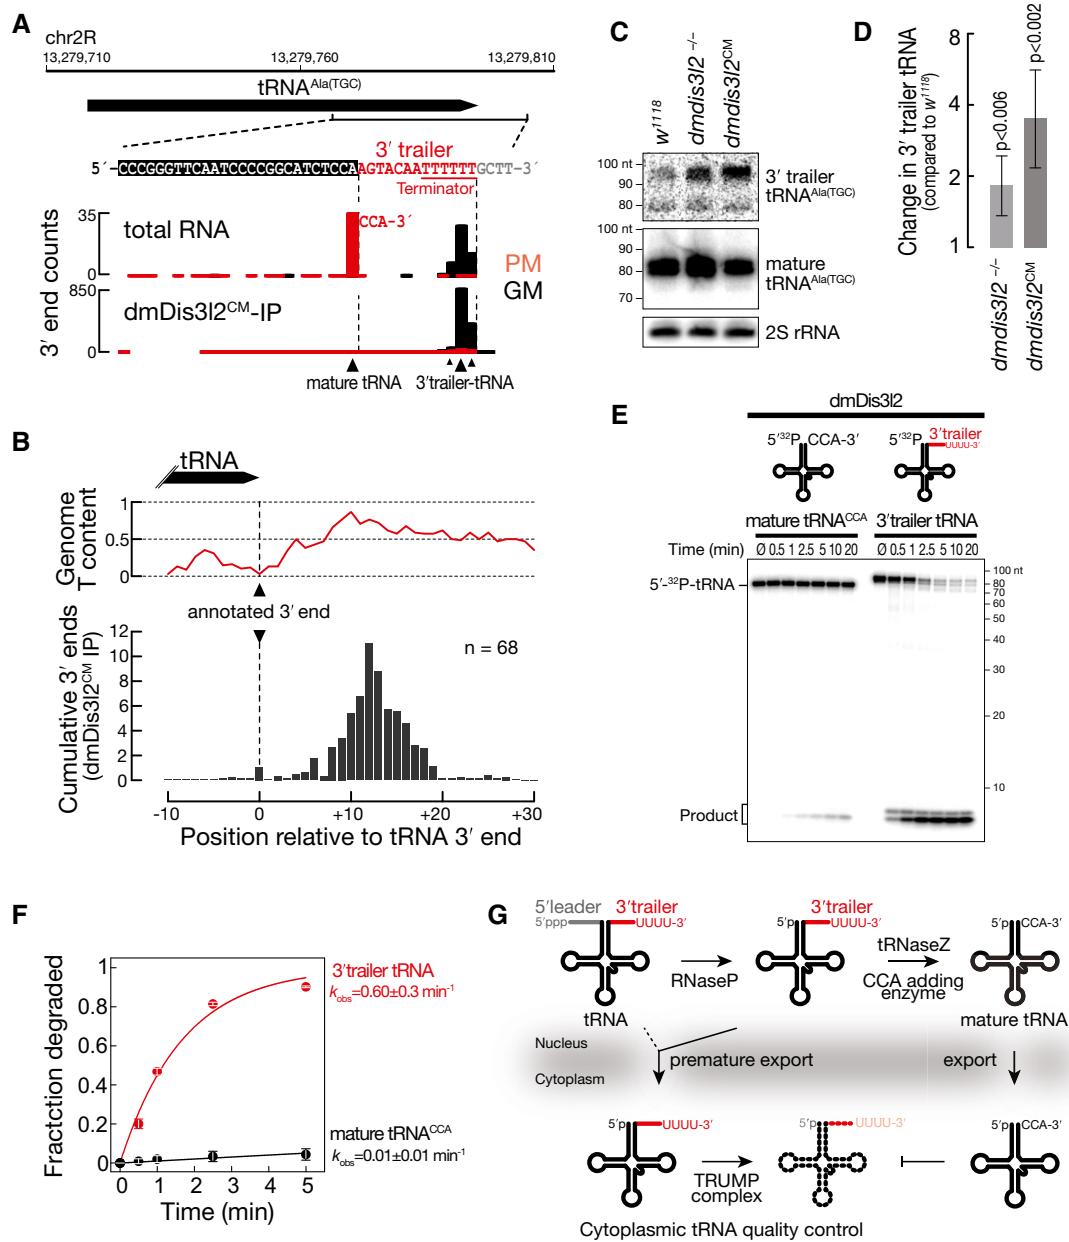 A
chr2R
13,279,710 13,279,760 13,279,810
tRNAAla(TGC)
3′ trailer
5´-CCCGGGTTCAATCCCCGGCATCTCCAAGTACAATTTTTTGCTT-3´
Terminator
total RNA
CCA-3´
35
0
PM
GM
850
0
dmDis3l2CM-IP
3′ end counts
mature tRNA 3′trailer-tRNA
B
tRNA
1
0.5
0
Genome
T content
annotated 3′ end
12
10
8
6
4
2
0
n = 68
Cumulative 3′ ends
(dmDis3l2CM IP)
-10 0 +10 +20 +30
Position relative to tRNA 3′ end
C
w1118
dmdis3l2 -/-
dmdis3l2CM
100 nt
90
80
3′ trailer
tRNAAla(TGC)
100 nt
90
80
70
mature
tRNAAla(TGC)
2S rRNA
D
8
4
2
1
Change in 3′ trailer tRNA
(compared to w1118)
p<0.006
p<0.002
dmdis3l2 -/-
dmdis3l2CM
E
dmDis3l2
5′32P CCA-3′
5′32P 3′trailer
UUUU-3′
mature tRNACCA 3′trailer tRNA
Time (min) Ø 0.5 1 2.5 5 10 20 Ø 0.5 1 2.5 5 10 20
5′-32P-tRNA
100 nt
80
70
60
50
40
30
20
10
Product
F
1
0.8
0.6
0.4
0.2
0
Fractction degraded
3′trailer tRNA
kobs=0.60±0.3 min-1
mature tRNACCA
kobs=0.01±0.01 min-1
0 1 2 3 4 5
Time (min)
G
5′leader 3′trailer
5′ppp UUUU-3′
3′trailer
5′p UUUU-3′
5′p CCA-3′
RNaseP
tRNaseZ
CCA adding
enzyme
tRNA
mature tRNA
Nucleus
Cytoplasm
premature export
export
5′p UUUU-3′
5′p UUUU-3′
5′p CCA-3′
TRUMP
complex
Cytoplasmic tRNA quality control